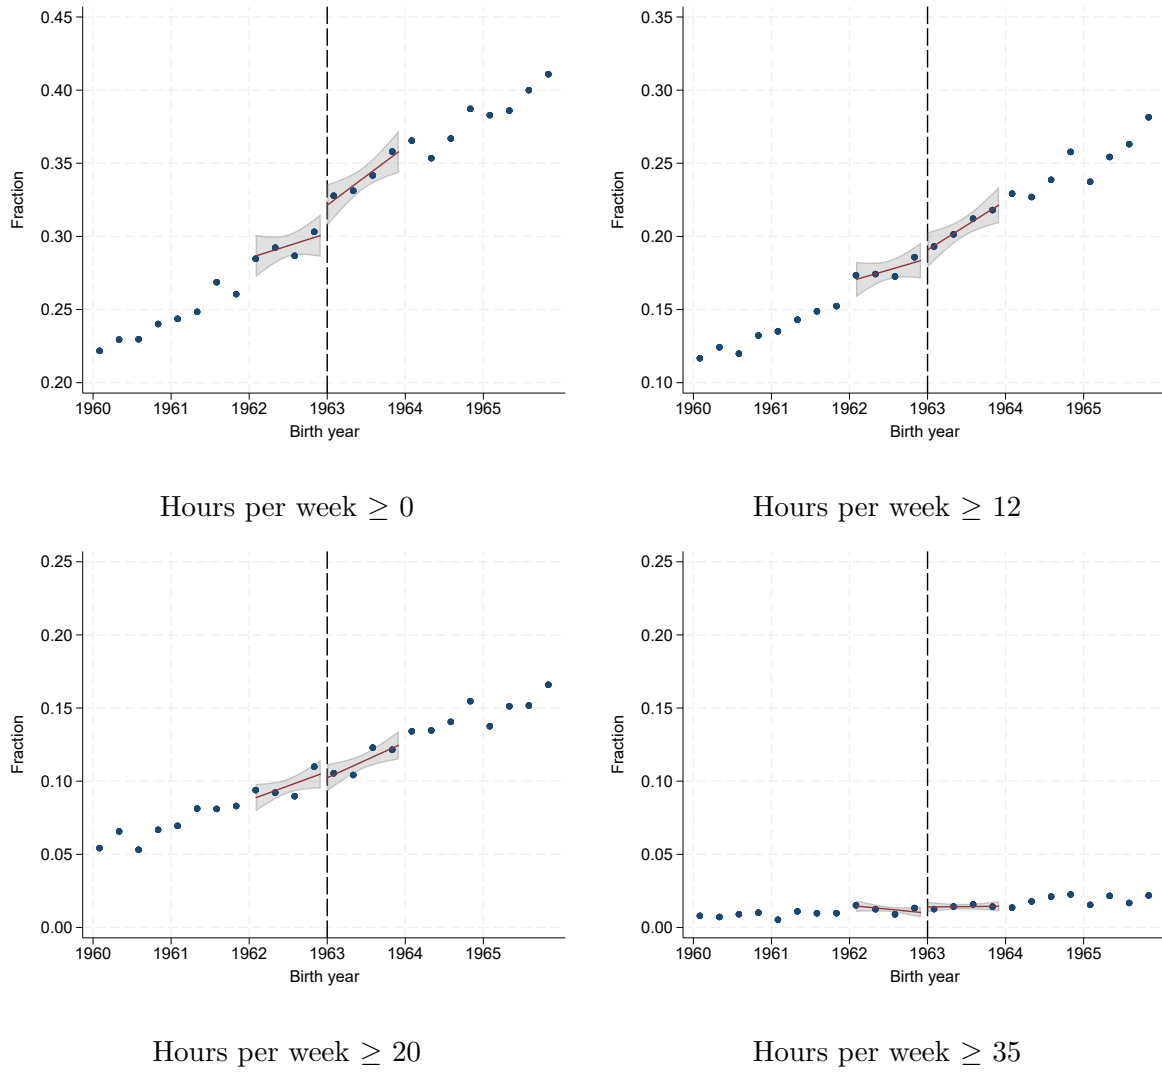 0.45
0.40
0.35
0.30
0.25
0.20
Fraction
1960 1961 1962 1963 1964 1965
Birth year
Hours per week ≥ 0
0.35
0.30
0.25
0.20
0.15
0.10
Fraction
1960 1961 1962 1963 1964 1965
Birth year
Hours per week ≥ 12
0.25
0.20
0.15
0.10
0.05
0.00
Fraction
1960 1961 1962 1963 1964 1965
Birth year
Hours per week ≥ 20
0.25
0.20
0.15
0.10
0.05
0.00
Fraction
1960 1961 1962 1963 1964 1965
Birth year
Hours per week ≥ 35